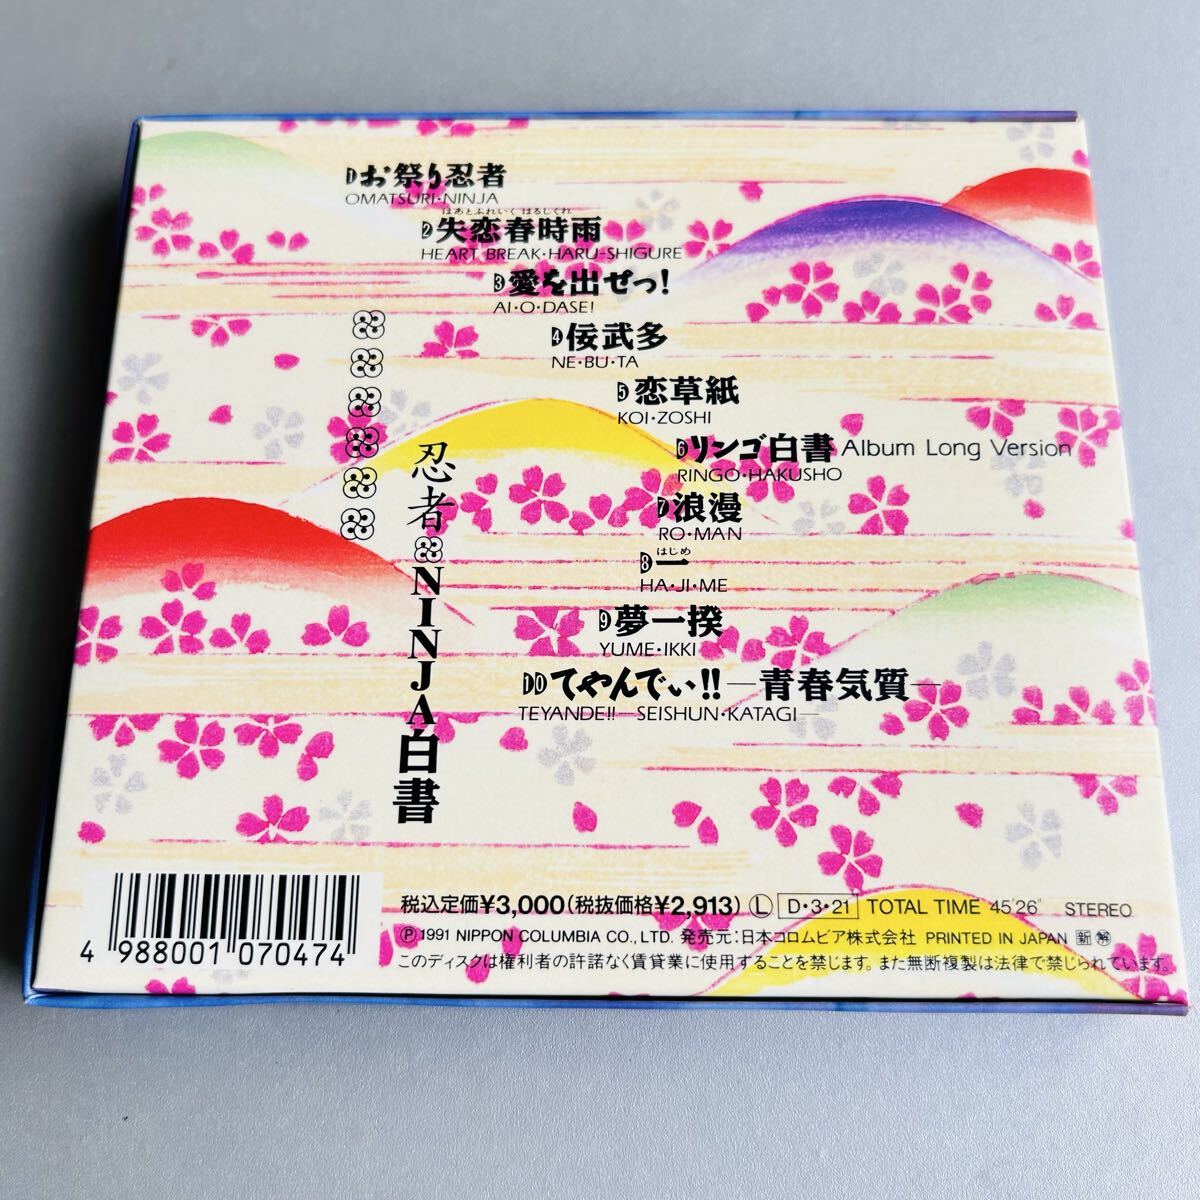 1 お祭り忍者
OMATSURI・NINJA
はあとぶれいく はるしぐれ
2 失恋春時雨
HEART BREAK・HARU-SHIGURE
3 愛を出せっ!
AI・O・DASE!
4 佞武多
NE・BU・TA
5 恋草紙
KOI・ZOSHI
6 リンゴ白書 Album Long Version
RINGO・HAKUSHO
7 浪漫
RO・MAN
はじめ
8 一
HA・JI・ME
9 夢一揆
YUME・IKKI
10 てやんでぃ!!—青春気質—
TEYANDE!!—SEISHUN・KATAGI—
忍者 NINJA 白書
税込定価¥3,000(税抜価格¥2,913) Ⓛ D・3・21 TOTAL TIME 45'26" STEREO
Ⓟ1991 NIPPON COLUMBIA CO., LTD. 発売元:日本コロムビア株式会社 PRINTED IN JAPAN 新 解
このディスクは権利者の許諾なく賃貸業に使用することを禁じます。また無断複製は法律で禁じられています。
4 988001 070474